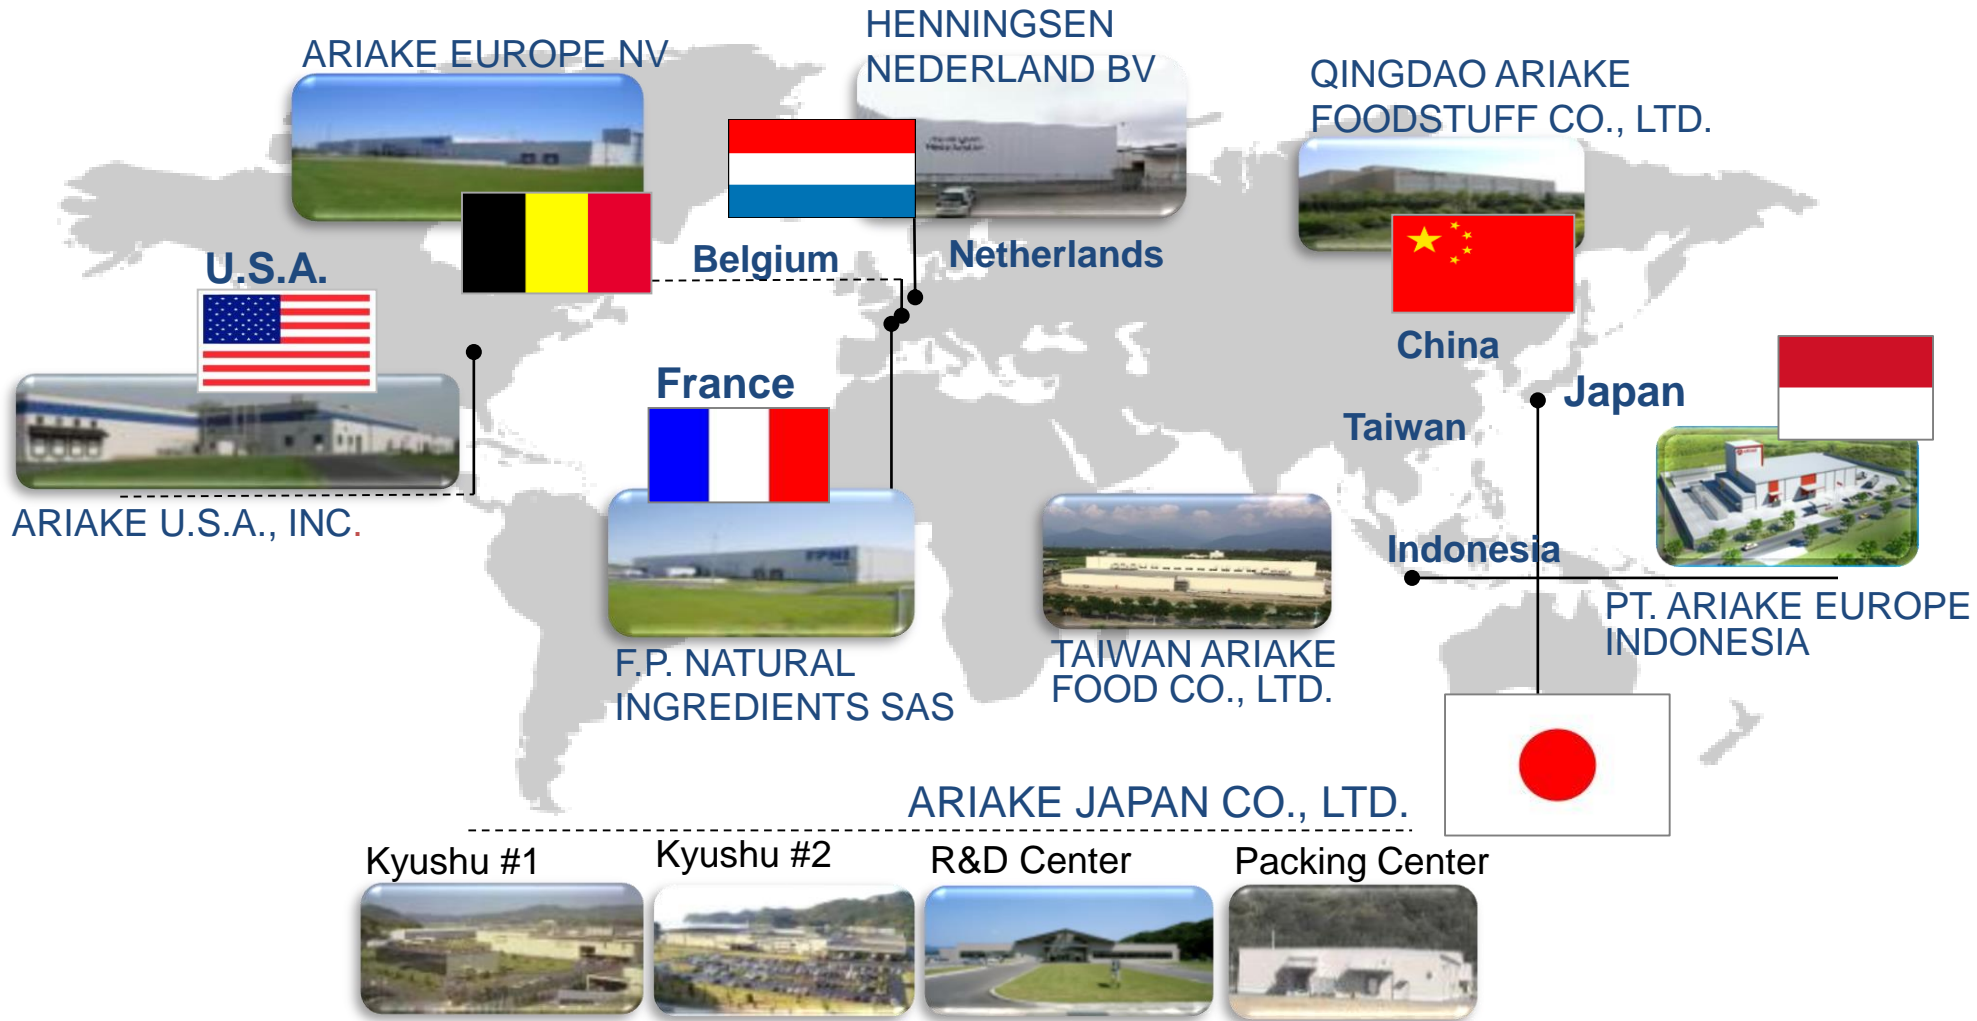 HENNINGSEN
NEDERLAND BV
ARIAKE EUROPE NV
QINGDAO ARIAKE
FOODSTUFF CO., LTD.
U.S.A.
Belgium
Netherlands
China
France
Japan
Taiwan
ARIAKE U.S.A., INC.
Indonesia
PT. ARIAKE EUROPE
INDONESIA
F.P. NATURAL
INGREDIENTS SAS
TAIWAN ARIAKE
FOOD CO., LTD.
ARIAKE JAPAN CO., LTD.
Kyushu #1
Kyushu #2
R&D Center
Packing Center